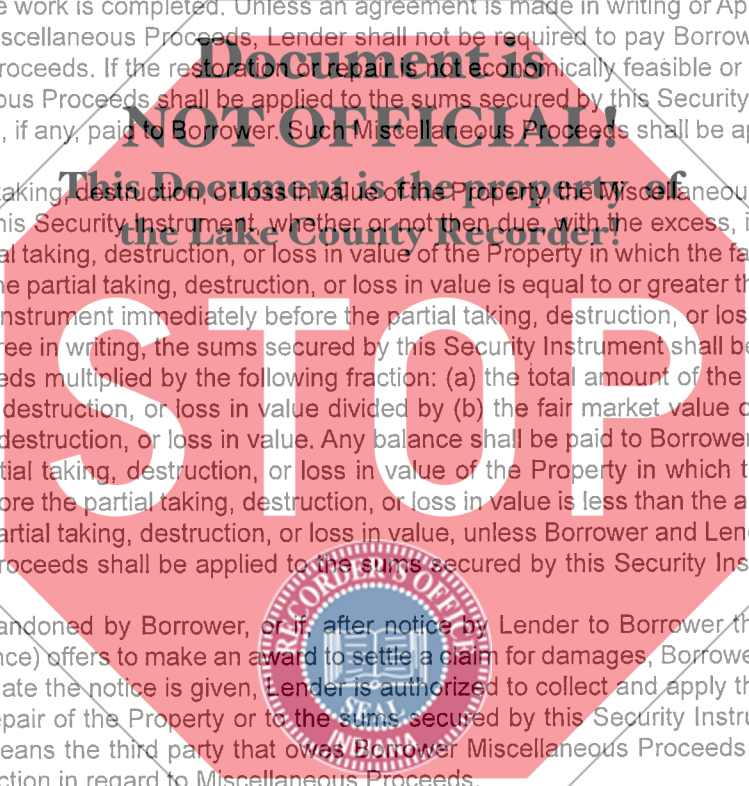 e work is completed. Unless an agreement is made in writing or Ap
scellaneous Proceeds, Lender shall not be required to pay Borrow
roceeds. If the restoration or repair is not economically feasible or
ous Proceeds shall be applied to the sums secured by this Security
, if any, paid to Borrower. Such Miscellaneous Proceeds shall be ap
Document is
NOT OFFICIAL!
This Document is the property of
the Lake County Recorder!
aking, destruction, or loss in value of the Property, the Miscellaneou
his Security Instrument, whether or not then due, with the excess, i
al taking, destruction, or loss in value of the Property in which the fa
he partial taking, destruction, or loss in value is equal to or greater th
nstrument immediately before the partial taking, destruction, or los
ree in writing, the sums secured by this Security Instrument shall be
eds multiplied by the following fraction: (a) the total amount of the
destruction, or loss in value divided by (b) the fair market value o
destruction, or loss in value. Any balance shall be paid to Borrower
tial taking, destruction, or loss in value of the Property in which t
ore the partial taking, destruction, or loss in value is less than the a
artial taking, destruction, or loss in value, unless Borrower and Lend
roceeds shall be applied to the sums secured by this Security Ins
STOP
andoned by Borrower, or if, after notice by Lender to Borrower th
nce) offers to make an award to settle a claim for damages, Borrowe
ate the notice is given, Lender is authorized to collect and apply th
epair of the Property or to the sums secured by this Security Instru
eans the third party that owes Borrower Miscellaneous Proceeds
ction in regard to Miscellaneous Proceeds.
RECORDER'S OFFICE
SEAL
INDIANA